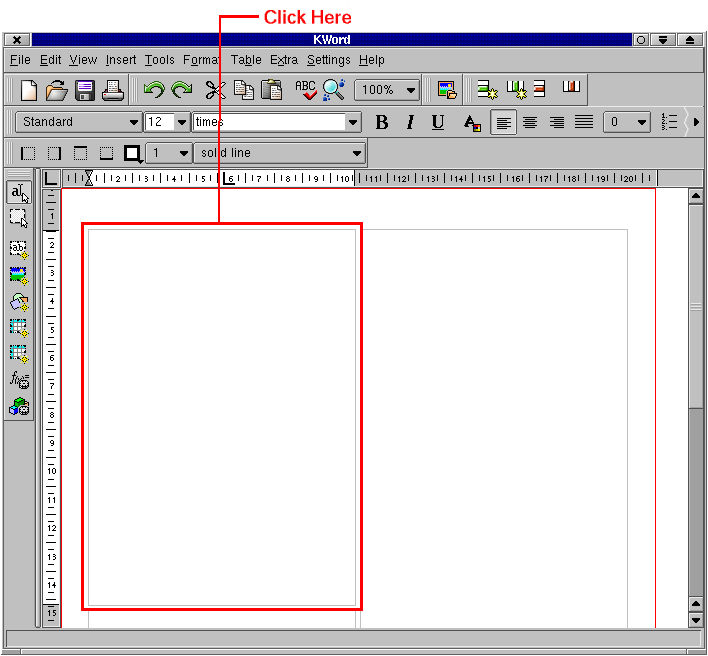 Click Here
KWord
File Edit View Insert Tools Format Table Extra Settings Help
ABC 100%
Standard 12 times B I U A 0
1 solid line
1 2 3 4 5 6 7 8 9 10 11 12 13 14 15 16 17 18 19 20
a
ab
1
2
3
4
5
6
7
8
9
10
11
12
13
14
15